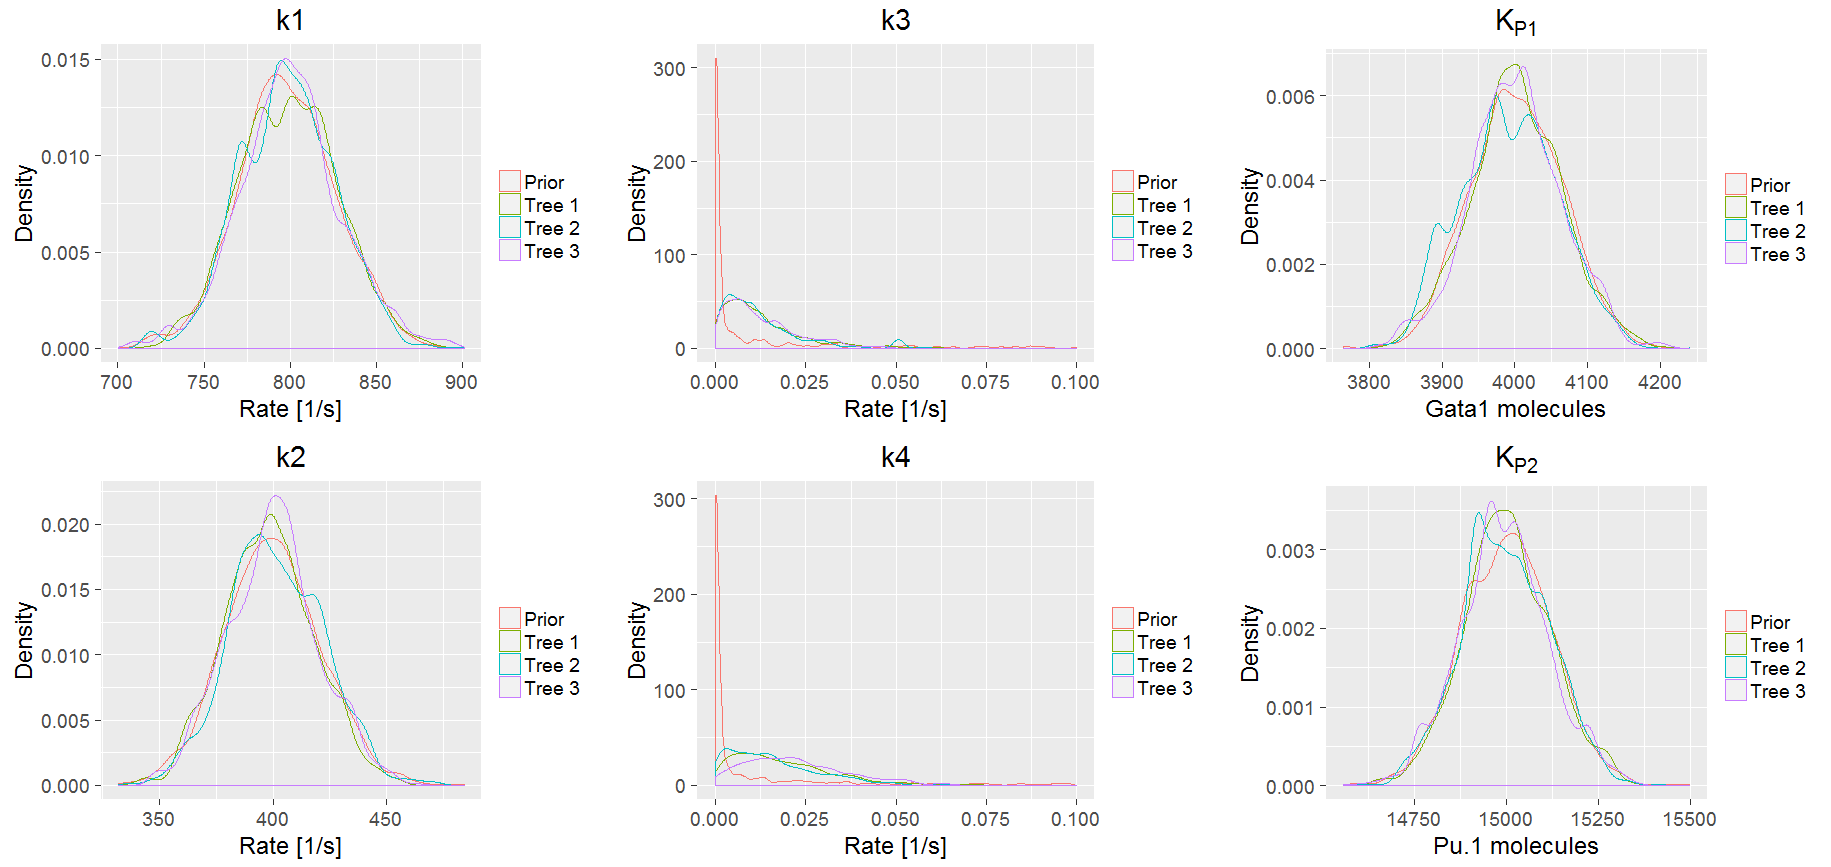 k1
Density
0.015
0.010
0.005
0.000
700 750 800 850 900
Rate [1/s]
Prior
Tree 1
Tree 2
Tree 3
k3
Density
300
200
100
0
0.000 0.025 0.050 0.075 0.100
Rate [1/s]
Prior
Tree 1
Tree 2
Tree 3
KP1
Density
0.006
0.004
0.002
0.000
3800 3900 4000 4100 4200
Gata1 molecules
Prior
Tree 1
Tree 2
Tree 3
k2
Density
0.020
0.015
0.010
0.005
0.000
350 400 450
Rate [1/s]
Prior
Tree 1
Tree 2
Tree 3
k4
Density
300
200
100
0
0.000 0.025 0.050 0.075 0.100
Rate [1/s]
Prior
Tree 1
Tree 2
Tree 3
KP2
Density
0.003
0.002
0.001
0.000
14750 15000 15250 15500
Pu.1 molecules
Prior
Tree 1
Tree 2
Tree 3